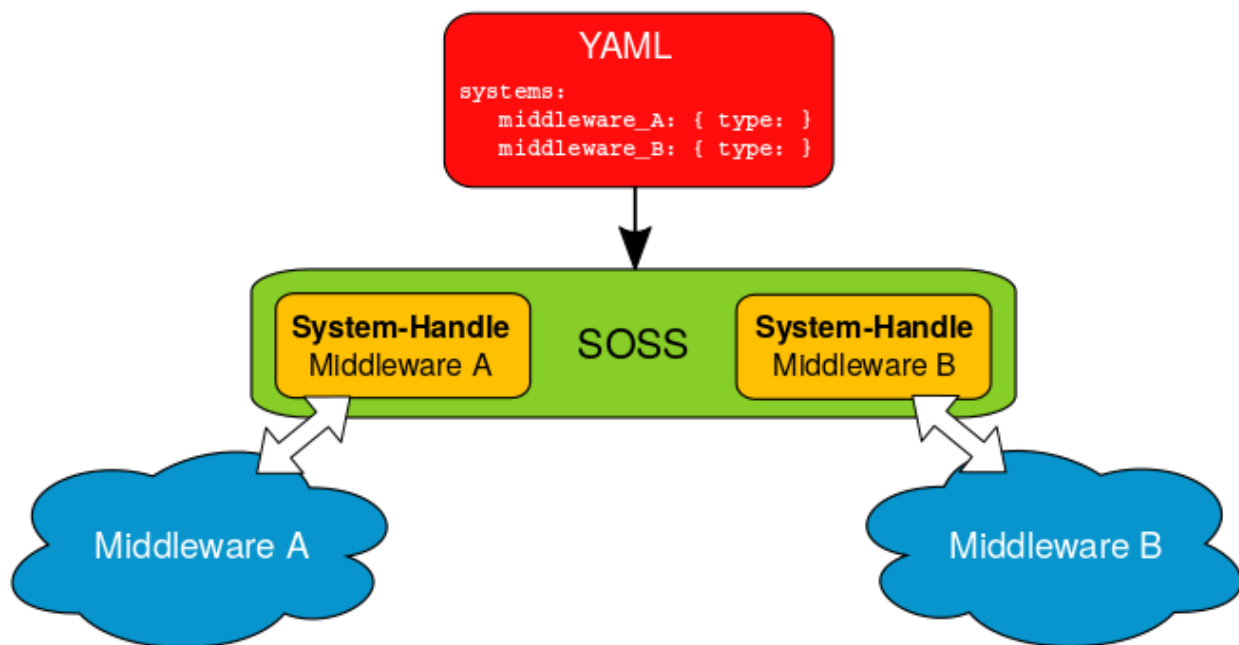 YAML
systems:
middleware_A: { type: }
middleware_B: { type: }
System-Handle
Middleware A
SOSS
System-Handle
Middleware B
Middleware A
Middleware B